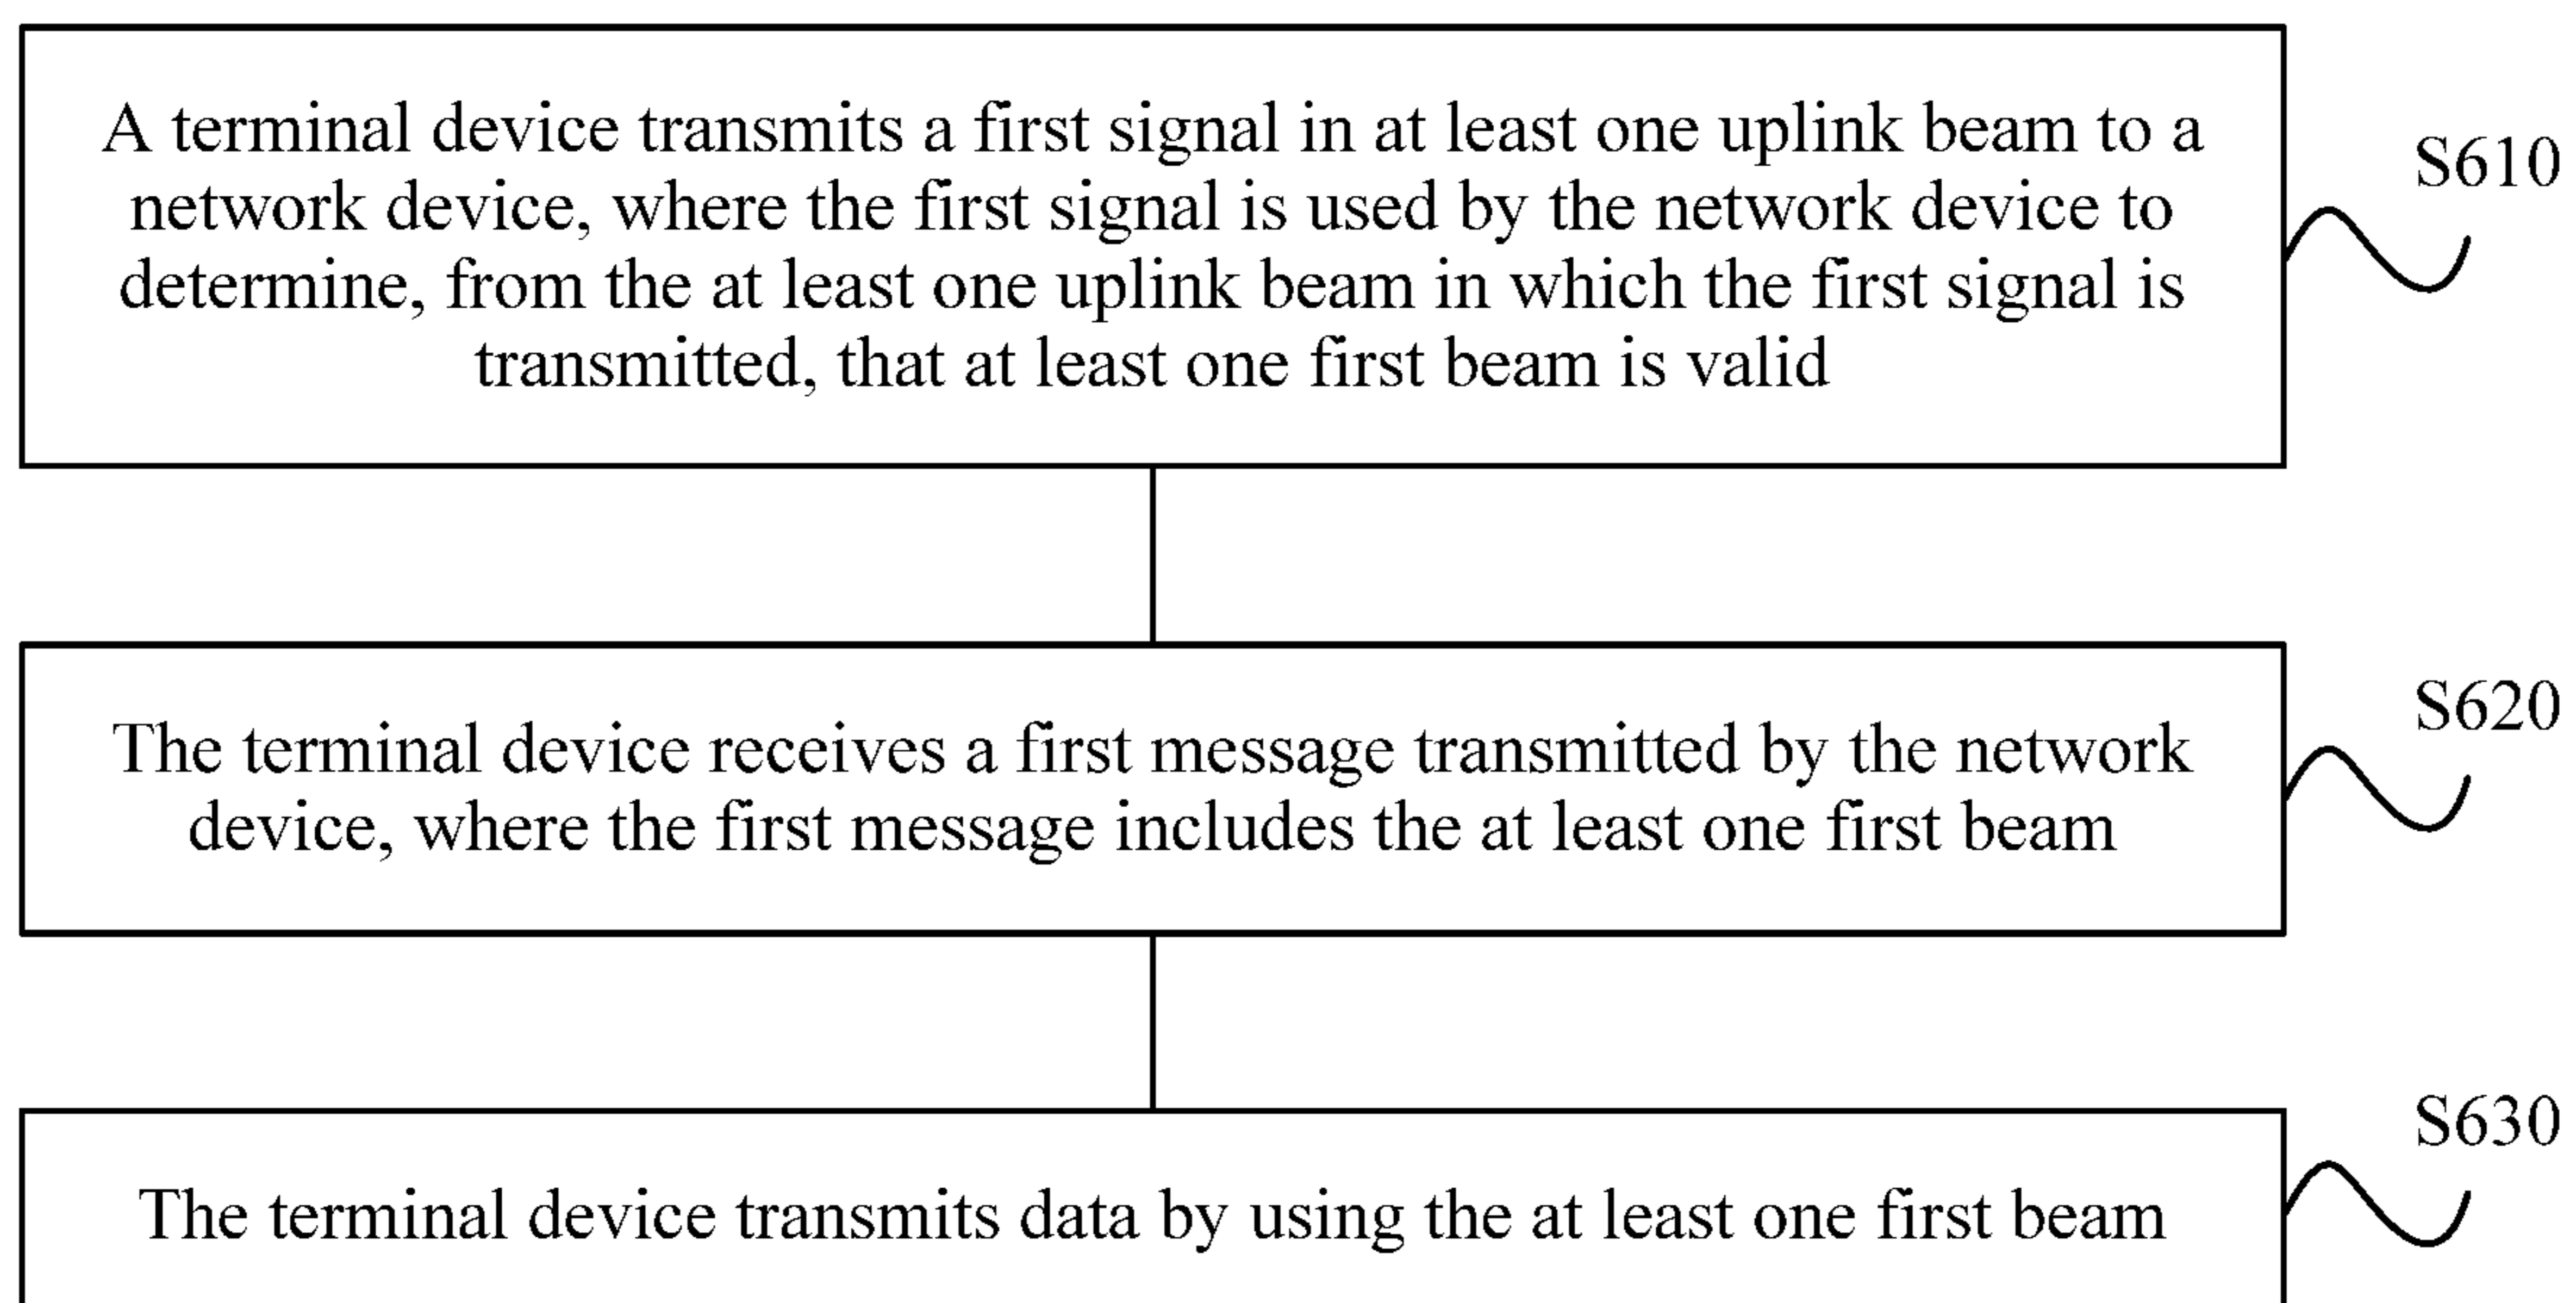 A terminal device transmits a first signal in at least one uplink beam to a
network device, where the first signal is used by the network device to
determine, from the at least one uplink beam in which the first signal is
transmitted, that at least one first beam is valid
S610
The terminal device receives a first message transmitted by the network
device, where the first message includes the at least one first beam
S620
The terminal device transmits data by using the at least one first beam
S630